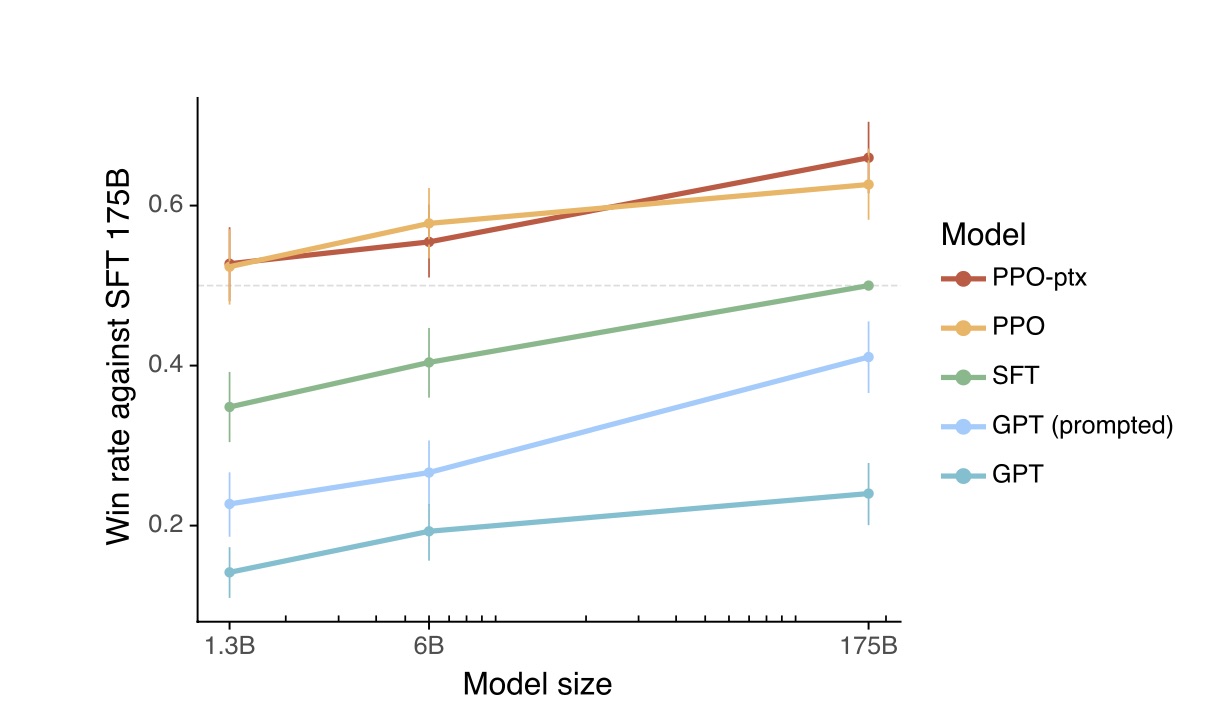 Win rate against SFT 175B
0.6
0.4
0.2
1.3B
6B
175B
Model size
Model
PPO-ptx
PPO
SFT
GPT (prompted)
GPT